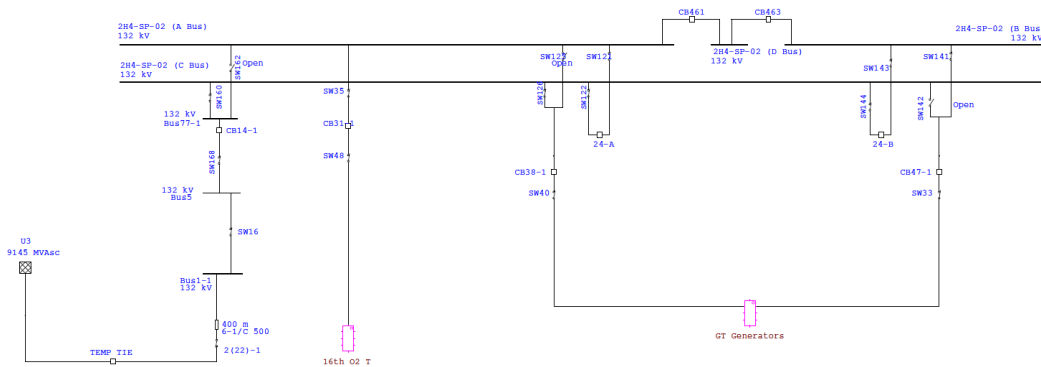 CB461
CB463
2H4-SP-02 (A Bus)
132 kV
2H4-SP-02 (D Bus)
132 kV
2H4-SP-02 (B Bus)
132 kV
SW162
Open
SW123
Open
SW121
SW143
SW141
2H4-SP-02 (C Bus)
132 kV
SW160
SW35
SW126
SW122
SW144
SW142
Open
132 kV
Bus77-1
CB14-1
CB31-1
24-A
24-B
SW168
SW48
CB38-1
CB47-1
132 kV
Bus5
SW40
SW33
SW16
U3
9145 MVAsc
Bus1-1
132 kV
400 m
6-1/C 500
2(22)-1
TEMP TIE
16th O2 T
GT Generators